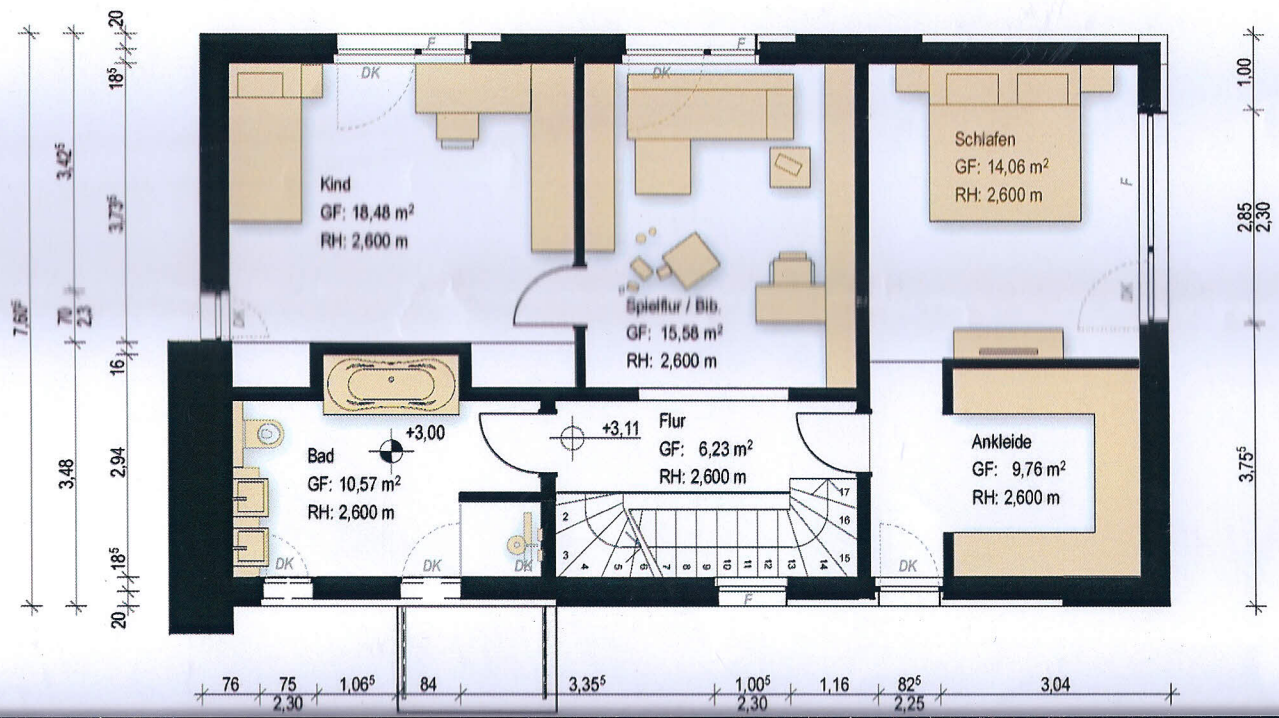 20
18⁵
3,73⁵
16
2,94
18⁵
20
3,42⁵
70
2,3
3,48
7,60⁵
F
DK
F
DK
Kind
GF: 18,48 m²
RH: 2,600 m
DK
Spielflur / Bib.
GF: 15,58 m²
RH: 2,600 m
Schlafen
GF: 14,06 m²
RH: 2,600 m
F
DK
1,00
2,85
2,30
3,75⁵
Bad
GF: 10,57 m²
RH: 2,600 m
+3,00
+3,11
Flur
GF: 6,23 m²
RH: 2,600 m
Ankleide
GF: 9,76 m²
RH: 2,600 m
DK
DK
DK
DK
2
3
4
5
6
7
8
9
10
11
12
13
14
15
16
17
F
76
75
2,30
1,06⁵
84
3,35⁵
1,00⁵
2,30
1,16
82⁵
2,25
3,04